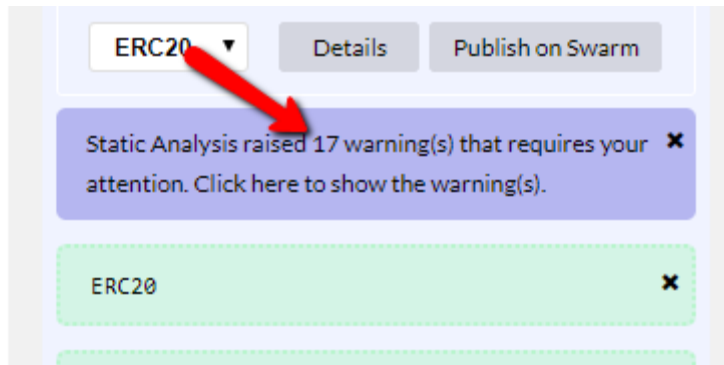 ERC20 Details Publish on Swarm
Static Analysis raised 17 warning(s) that requires your
attention. Click here to show the warning(s).
ERC20